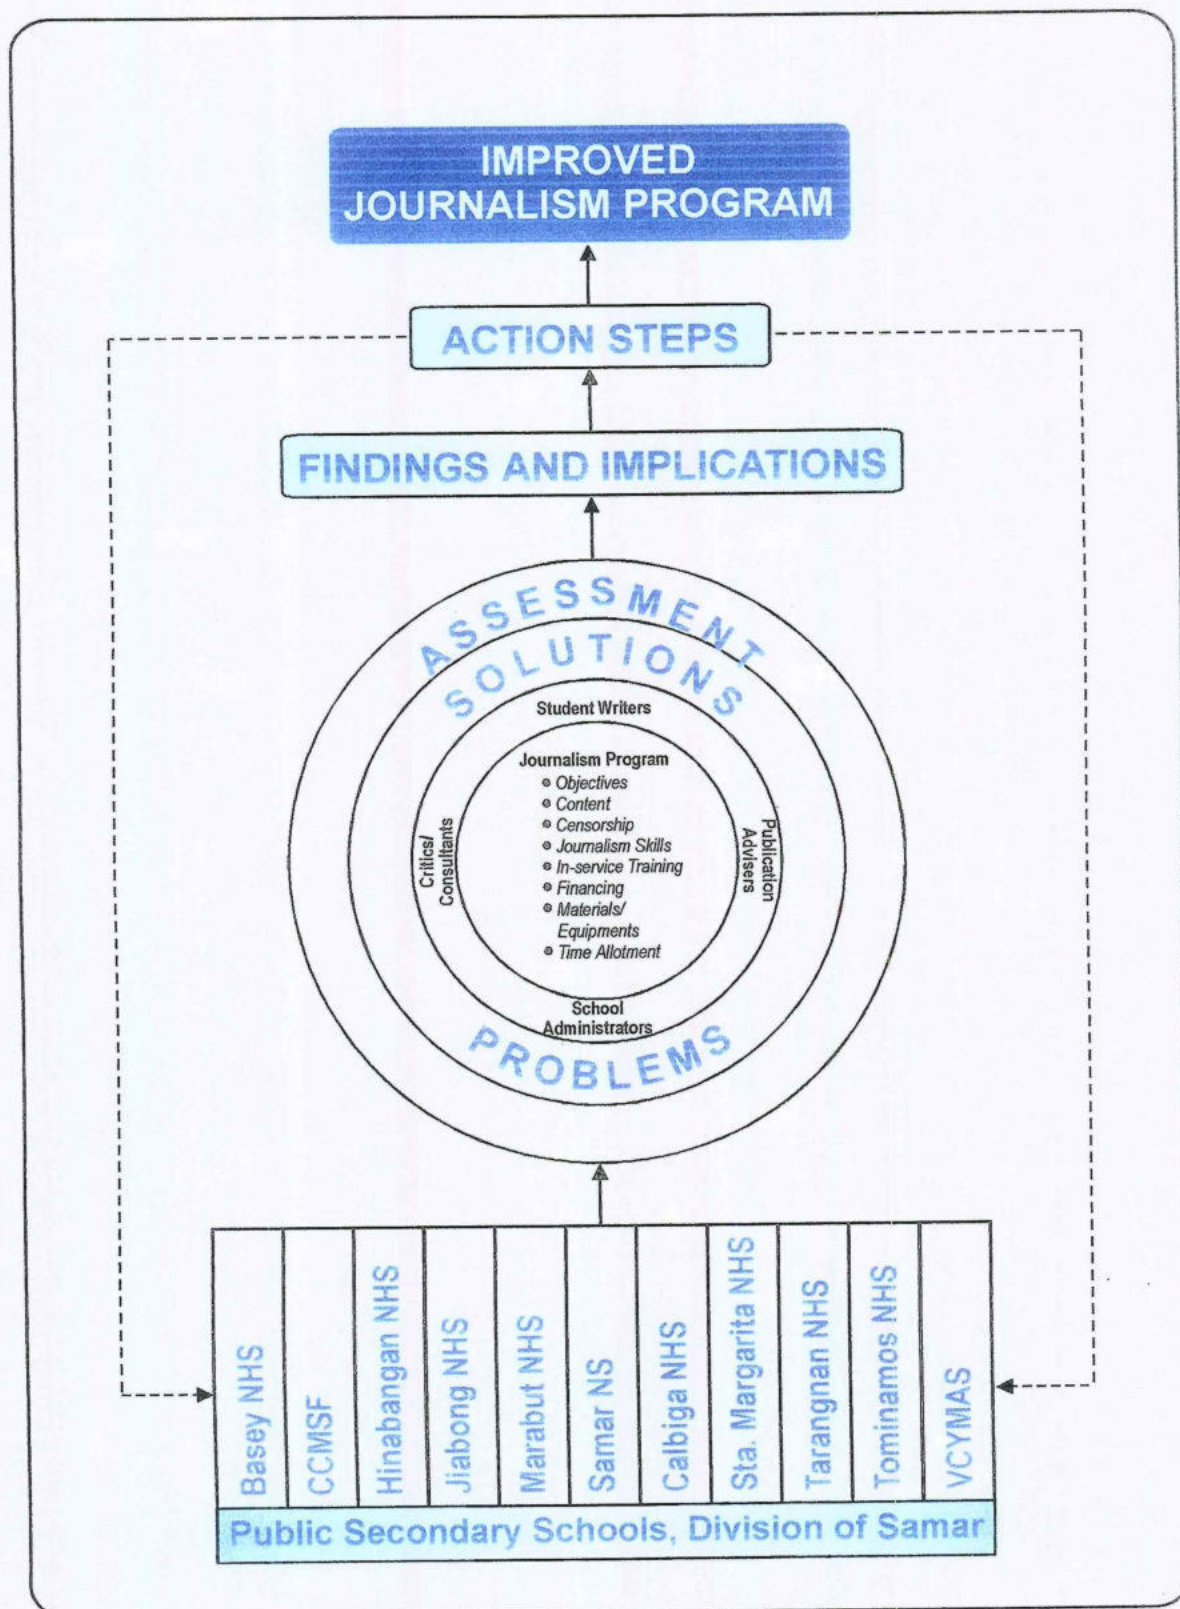 IMPROVED
JOURNALISM PROGRAM
ACTION STEPS
FINDINGS AND IMPLICATIONS
ASSESSMENT
SOLUTIONS
Student Writers
Journalism Program
Objectives
Content
Censorship
Journalism Skills
In-service Training
Financing
Materials/
Equipments
Time Allotment
Critics/
Consultants
Publication
Advisers
School
Administrators
PROBLEMS
Basey NHS
CCMSF
Hinabangan NHS
Jiabong NHS
Marabut NHS
Samar NS
Calbiga NHS
Sta. Margarita NHS
Tarangnan NHS
Tominamos NHS
VCYMAS
Public Secondary Schools, Division of Samar